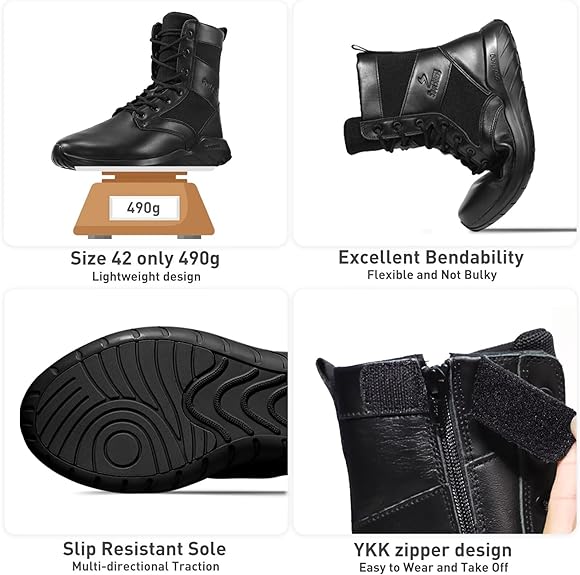 490g
Size 42 only 490g
Lightweight design
Excellent Bendability
Flexible and Not Bulky
Slip Resistant Sole
Multi-directional Traction
YKK zipper design
Easy to Wear and Take Off